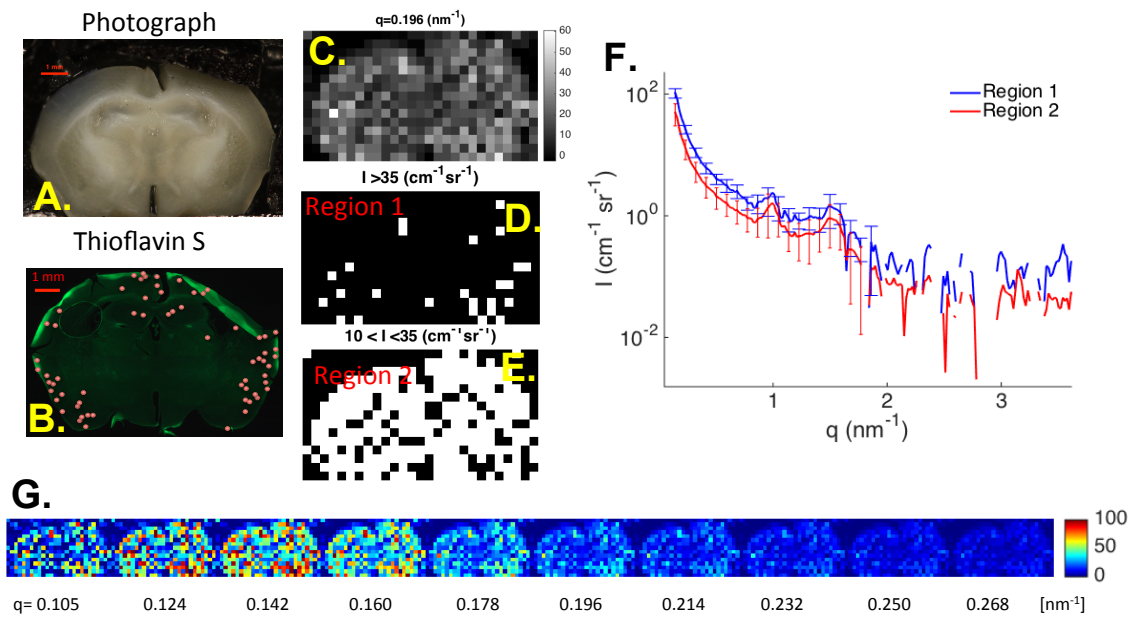 Photograph
1 mm
A.
Thioflavin S
1 mm
B.
q=0.196 (nm⁻¹)
C.
60
50
40
30
20
10
0
I >35 (cm⁻¹sr⁻¹)
Region 1
D.
10 < I <35 (cm⁻¹sr⁻¹)
Region 2
E.
F.
Region 1
Region 2
10²
10⁰
10⁻²
I (cm⁻¹ sr⁻¹)
1 2 3
q (nm⁻¹)
G.
100
50
0
q= 0.105 0.124 0.142 0.160 0.178 0.196 0.214 0.232 0.250 0.268 [nm⁻¹]